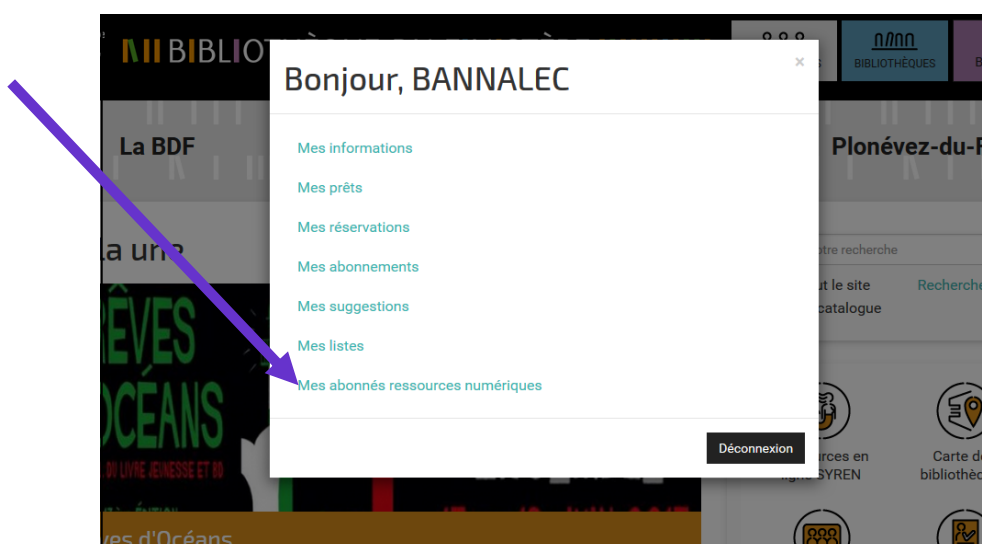 BIBLIO
BIBLIOTHÈQUES
Bonjour, BANNALEC
×
La BDF
Plonévez-du-F
Mes informations
Mes prêts
Mes réservations
Mes abonnements
Mes suggestions
Mes listes
Mes abonnés ressources numériques
Déconnexion
la une
otre recherche
ut le site
Recherche
catalogue
RÊVES
OCÉANS
DU LIVRE JEUNESSE ET BD
urces en
ligne SYREN
Carte de
bibliothèq
ves d'Océans